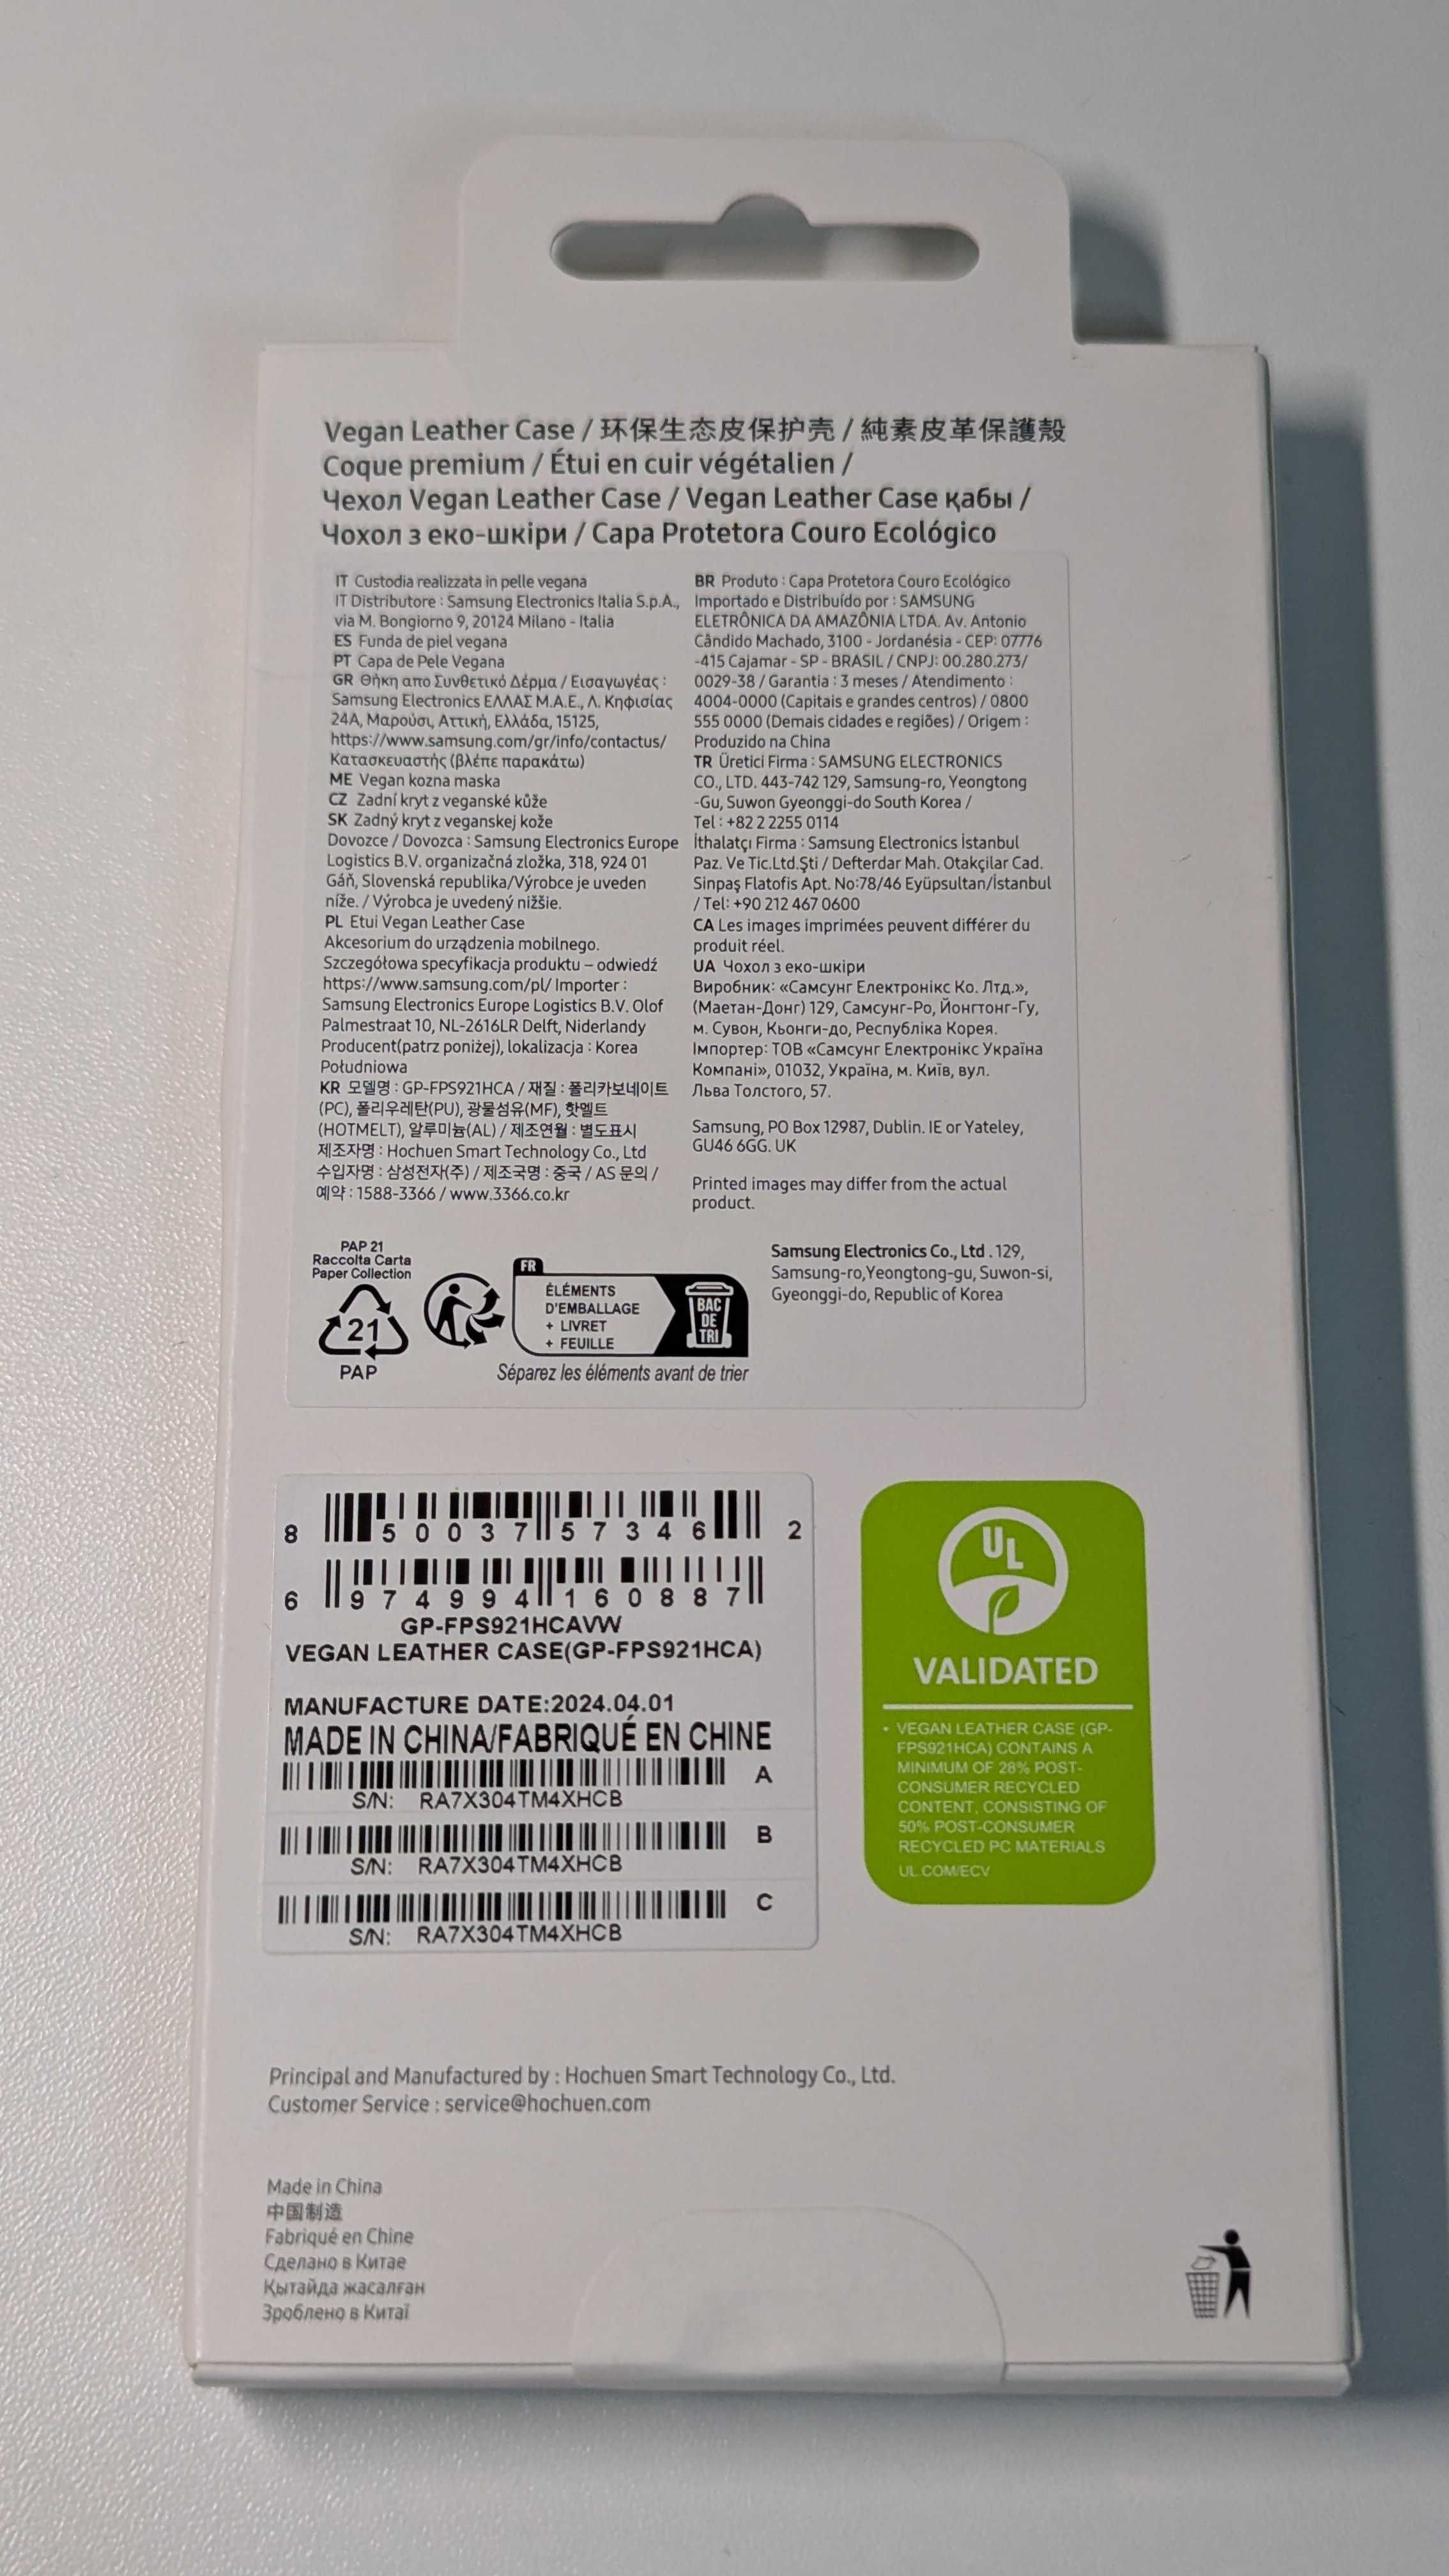 Vegan Leather Case / 环保生态皮保护壳 / 純素皮革保護殼
Coque premium / Étui en cuir végétalien /
Чехол Vegan Leather Case / Vegan Leather Case қабы /
Чохол з еко-шкіри / Capa Protetora Couro Ecológico
IT Custodia realizzata in pelle vegana
IT Distributore : Samsung Electronics Italia S.p.A.,
via M. Bongiorno 9, 20124 Milano - Italia
ES Funda de piel vegana
PT Capa de Pele Vegana
GR Θήκη απο Συνθετικό Δέρμα / Εισαγωγέας :
Samsung Electronics ΕΛΛΑΣ Μ.Α.Ε., Λ. Κηφισίας
24Α, Μαρούσι, Αττική, Ελλάδα, 15125,
https://www.samsung.com/gr/info/contactus/
Κατασκευαστής (βλέπε παρακάτω)
ME Vegan kozna maska
CZ Zadní kryt z veganské kůže
SK Zadný kryt z veganskej kože
Dovozce / Dovozca : Samsung Electronics Europe
Logistics B.V. organizačná zložka, 318, 924 01
Gáň, Slovenská republika/Výrobce je uveden
níže. / Výrobca je uvedený nižšie.
PL Etui Vegan Leather Case
Akcesorium do urządzenia mobilnego.
Szczegółowa specyfikacja produktu – odwiedź
https://www.samsung.com/pl/ Importer :
Samsung Electronics Europe Logistics B.V. Olof
Palmestraat 10, NL-2616LR Delft, Niderlandy
Producent(patrz poniżej), lokalizacja : Korea
Południowa
KR 모델명 : GP-FPS921HCA / 재질 : 폴리카보네이트
(PC), 폴리우레탄(PU), 광물섬유(MF), 핫멜트
(HOTMELT), 알루미늄(AL) / 제조연월 : 별도표시
제조자명 : Hochuen Smart Technology Co., Ltd
수입자명 : 삼성전자(주) / 제조국명 : 중국 / AS 문의 /
예약 : 1588-3366 / www.3366.co.kr
BR Produto : Capa Protetora Couro Ecológico
Importado e Distribuído por : SAMSUNG
ELETRÔNICA DA AMAZÔNIA LTDA. Av. Antonio
Cândido Machado, 3100 - Jordanésia - CEP: 07776
-415 Cajamar - SP - BRASIL / CNPJ: 00.280.273/
0029-38 / Garantia : 3 meses / Atendimento :
4004-0000 (Capitais e grandes centros) / 0800
555 0000 (Demais cidades e regiões) / Origem :
Produzido na China
TR Üretici Firma : SAMSUNG ELECTRONICS
CO., LTD. 443-742 129, Samsung-ro, Yeongtong
-Gu, Suwon Gyeonggi-do South Korea /
Tel : +82 2 2255 0114
İthalatçı Firma : Samsung Electronics İstanbul
Paz. Ve Tic.Ltd.Şti / Defterdar Mah. Otakçilar Cad.
Sinpaş Flatofis Apt. No:78/46 Eyüpsultan/İstanbul
/ Tel: +90 212 467 0600
CA Les images imprimées peuvent différer du
produit réel.
UA Чохол з еко-шкіри
Виробник: «Самсунг Електронікс Ко. Лтд.»,
(Маетан-Донг) 129, Самсунг-Ро, Йонгтонг-Гу,
м. Сувон, Кьонги-до, Республіка Корея.
Імпортер: ТОВ «Самсунг Електронікс Україна
Компані», 01032, Україна, м. Київ, вул.
Льва Толстого, 57.
Samsung, PO Box 12987, Dublin. IE or Yateley,
GU46 6GG. UK
Printed images may differ from the actual
product.
Samsung Electronics Co., Ltd . 129,
Samsung-ro,Yeongtong-gu, Suwon-si,
Gyeonggi-do, Republic of Korea
PAP 21
Raccolta Carta
Paper Collection
21
PAP
FR
ÉLÉMENTS
D'EMBALLAGE
+ LIVRET
+ FEUILLE
BAC
DE
TRI
Séparez les éléments avant de trier
8 50037 57346 2
6 974994 160887
GP-FPS921HCAVW
VEGAN LEATHER CASE(GP-FPS921HCA)
MANUFACTURE DATE:2024.04.01
MADE IN CHINA/FABRIQUÉ EN CHINE
A
S/N: RA7X304TM4XHCB
B
S/N: RA7X304TM4XHCB
C
S/N: RA7X304TM4XHCB
UL
VALIDATED
• VEGAN LEATHER CASE (GP-
FPS921HCA) CONTAINS A
MINIMUM OF 28% POST-
CONSUMER RECYCLED
CONTENT, CONSISTING OF
50% POST-CONSUMER
RECYCLED PC MATERIALS
UL.COM/ECV
Principal and Manufactured by : Hochuen Smart Technology Co., Ltd.
Customer Service : service@hochuen.com
Made in China
中国制造
Fabriqué en Chine
Сделано в Китае
Қытайда жасалған
Зроблено в Китаї